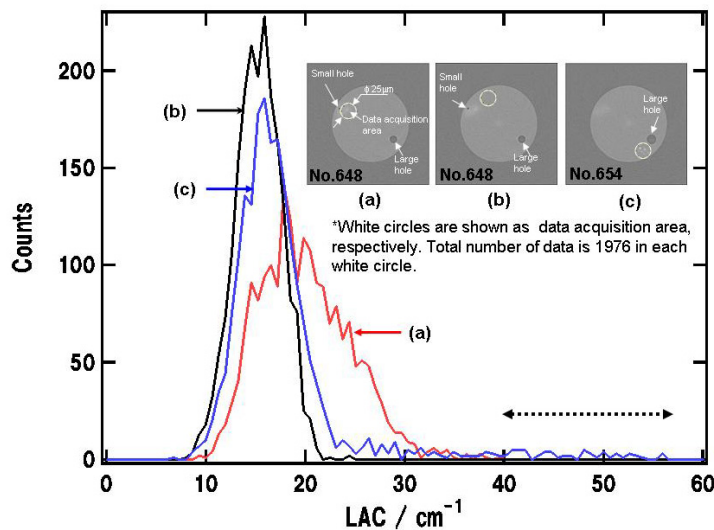 200
150
100
50
0
Counts
0
10
20
30
40
50
60
LAC / cm⁻¹
(b)
(c)
(a)
Small hole
ϕ25μm
Data acquisition
area
Large
hole
No.648
(a)
Small
hole
Large
hole
No.648
(b)
Large
hole
No.654
(c)
*White circles are shown as data acquisition area,
respectively. Total number of data is 1976 in each
white circle.